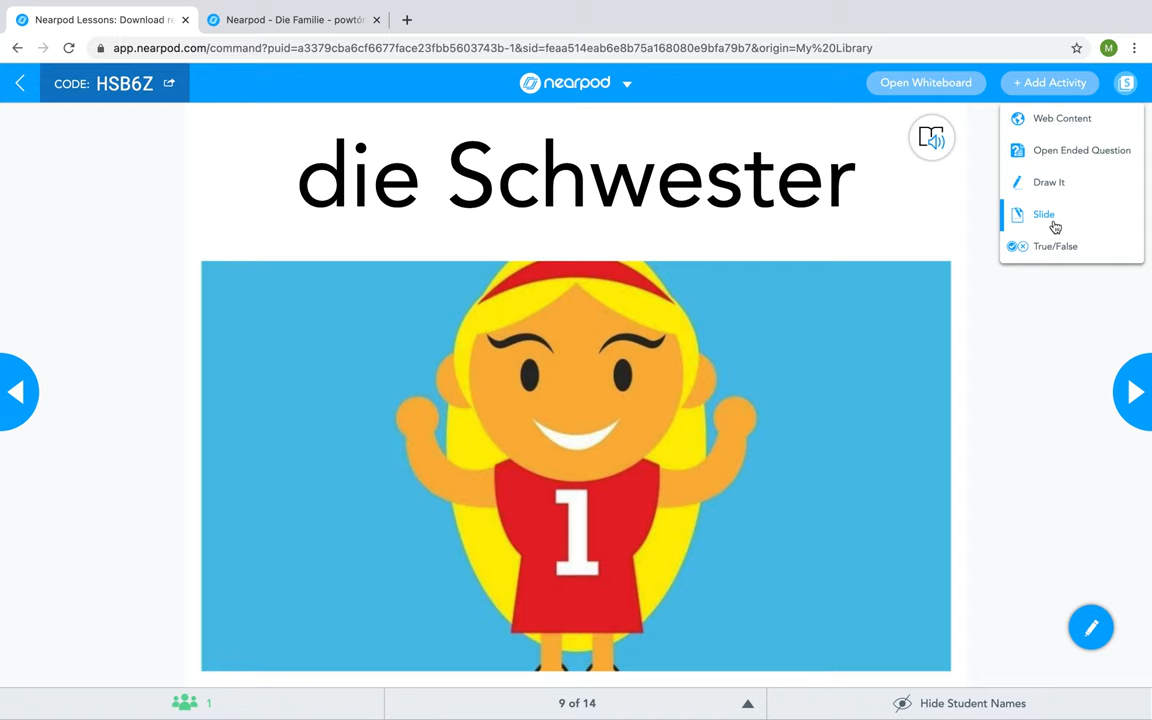 Nearpod Lessons: Download re
Nearpod - Die Familie - powtór
app.nearpod.com/command?puid=a3379cba6cf6677face23fbb5603743b-1&sid=feaa514eab6e8b75a168080e9bfa79b7&origin=My%20Library
M
CODE: HSB6Z
nearpod
Open Whiteboard
+ Add Activity
S
Web Content
Open Ended Question
Draw It
Slide
True/False
die Schwester
1
1
9 of 14
Hide Student Names